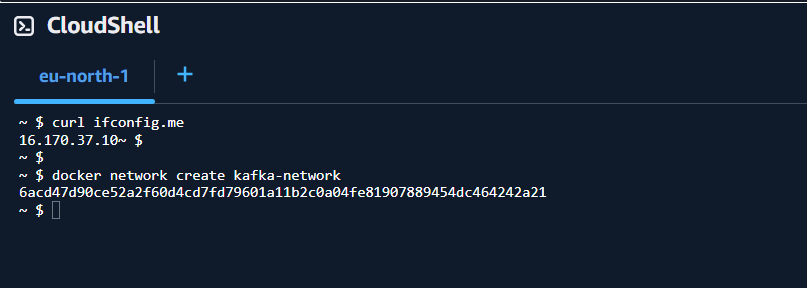 CloudShell
eu-north-1 +
~ $ curl ifconfig.me
16.170.37.10~ $
~ $
~ $ docker network create kafka-network
6acd47d90ce52a2f60d4cd7fd79601a11b2c0a04fe81907889454dc464242a21
~ $